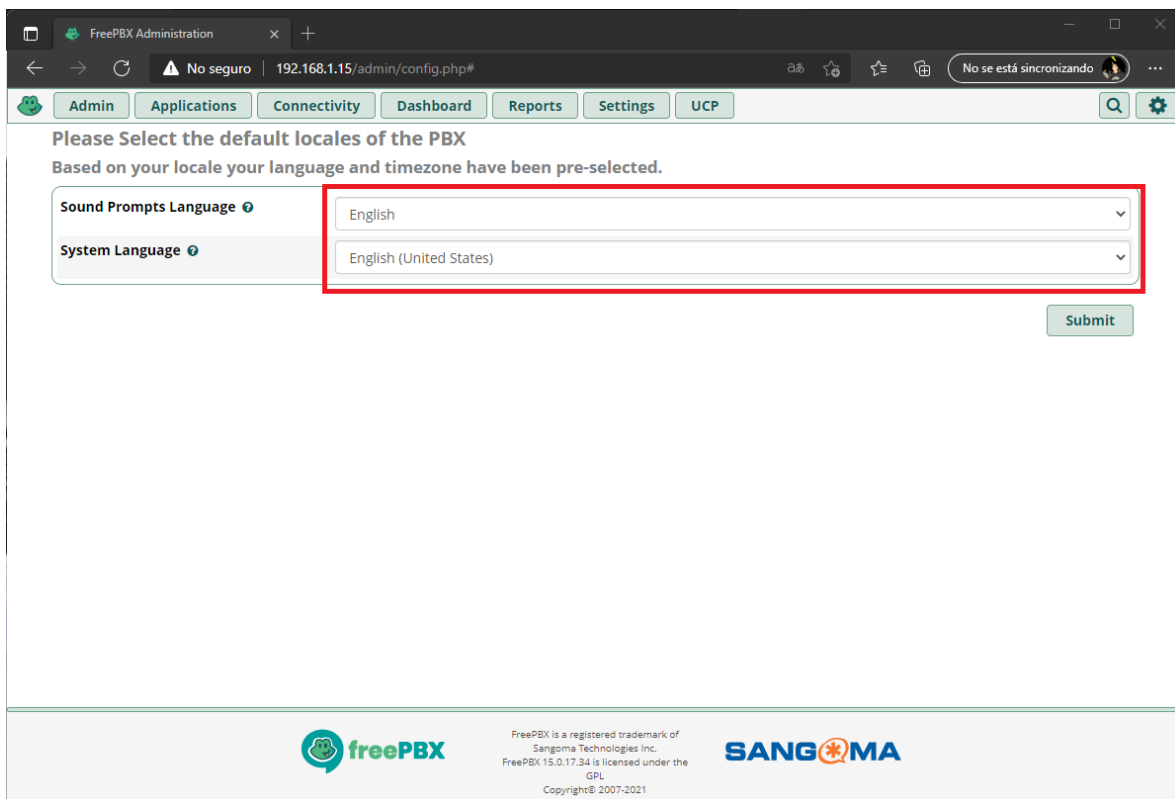 FreePBX Administration
No seguro 192.168.1.15/admin/config.php# aあ No se está sincronizando
Admin Applications Connectivity Dashboard Reports Settings UCP
Please Select the default locales of the PBX
Based on your locale your language and timezone have been pre-selected.
Sound Prompts Language
English
System Language
English (United States)
Submit
freePBX
FreePBX is a registered trademark of
Sangoma Technologies Inc.
FreePBX 15.0.17.34 is licensed under the
GPL
Copyright© 2007-2021
SANGOMA